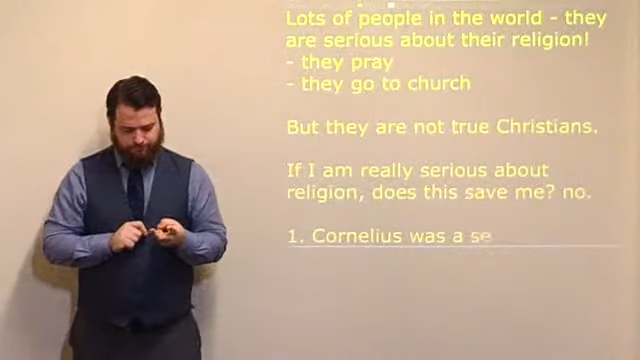 Lots of people in the world - they
are serious about their religion!
- they pray
- they go to church
But they are not true Christians.
If I am really serious about
religion, does this save me? no.
1. Cornelius was a se